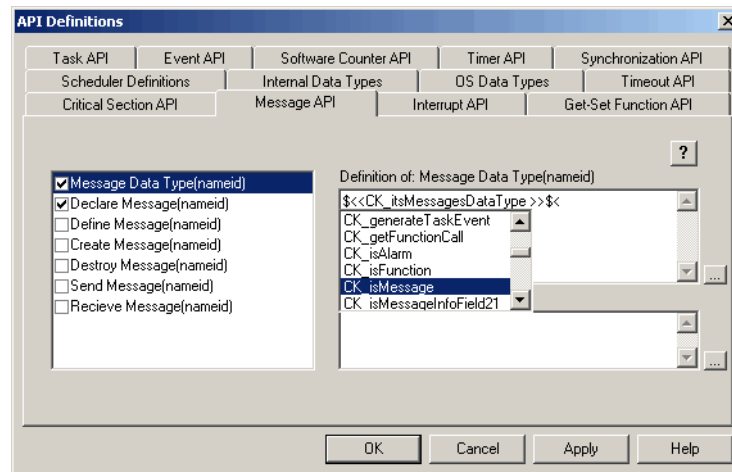 API Definitions
Task API Event API Software Counter API Timer API Synchronization API
Scheduler Definitions Internal Data Types OS Data Types Timeout API
Critical Section API Message API Interrupt API Get-Set Function API
?
Definition of: Message Data Type(nameid)
Message Data Type(nameid)
Declare Message(nameid)
Define Message(nameid)
Create Message(nameid)
Destroy Message(nameid)
Send Message(nameid)
Recieve Message(nameid)
$<<CK_itsMessagesDataType >>$<
CK_generateTaskEvent
CK_getFunctionCall
CK_isAlarm
CK_isFunction
CK_isMessage
CK_isMessageInfoField21
...
...
OK Cancel Apply Help